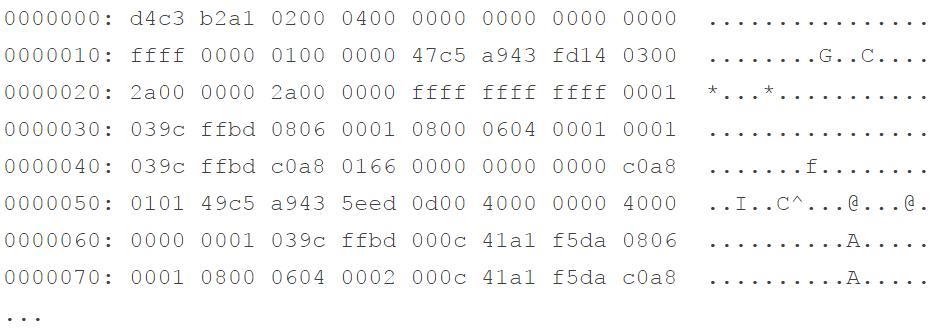 0000000: d4c3 b2a1 0200 0400 0000 0000 0000 0000  ................
0000010: ffff 0000 0100 0000 47c5 a943 fd14 0300  ........G..C....
0000020: 2a00 0000 2a00 0000 ffff ffff ffff 0001  *...*...........
0000030: 039c ffbd 0806 0001 0800 0604 0001 0001  ................
0000040: 039c ffbd c0a8 0166 0000 0000 0000 c0a8  .......f........
0000050: 0101 49c5 a943 5eed 0d00 4000 0000 4000  ..I..C^...@...@.
0000060: 0000 0001 039c ffbd 000c 41a1 f5da 0806  ..........A.....
0000070: 0001 0800 0604 0002 000c 41a1 f5da c0a8  ..........A.....
...